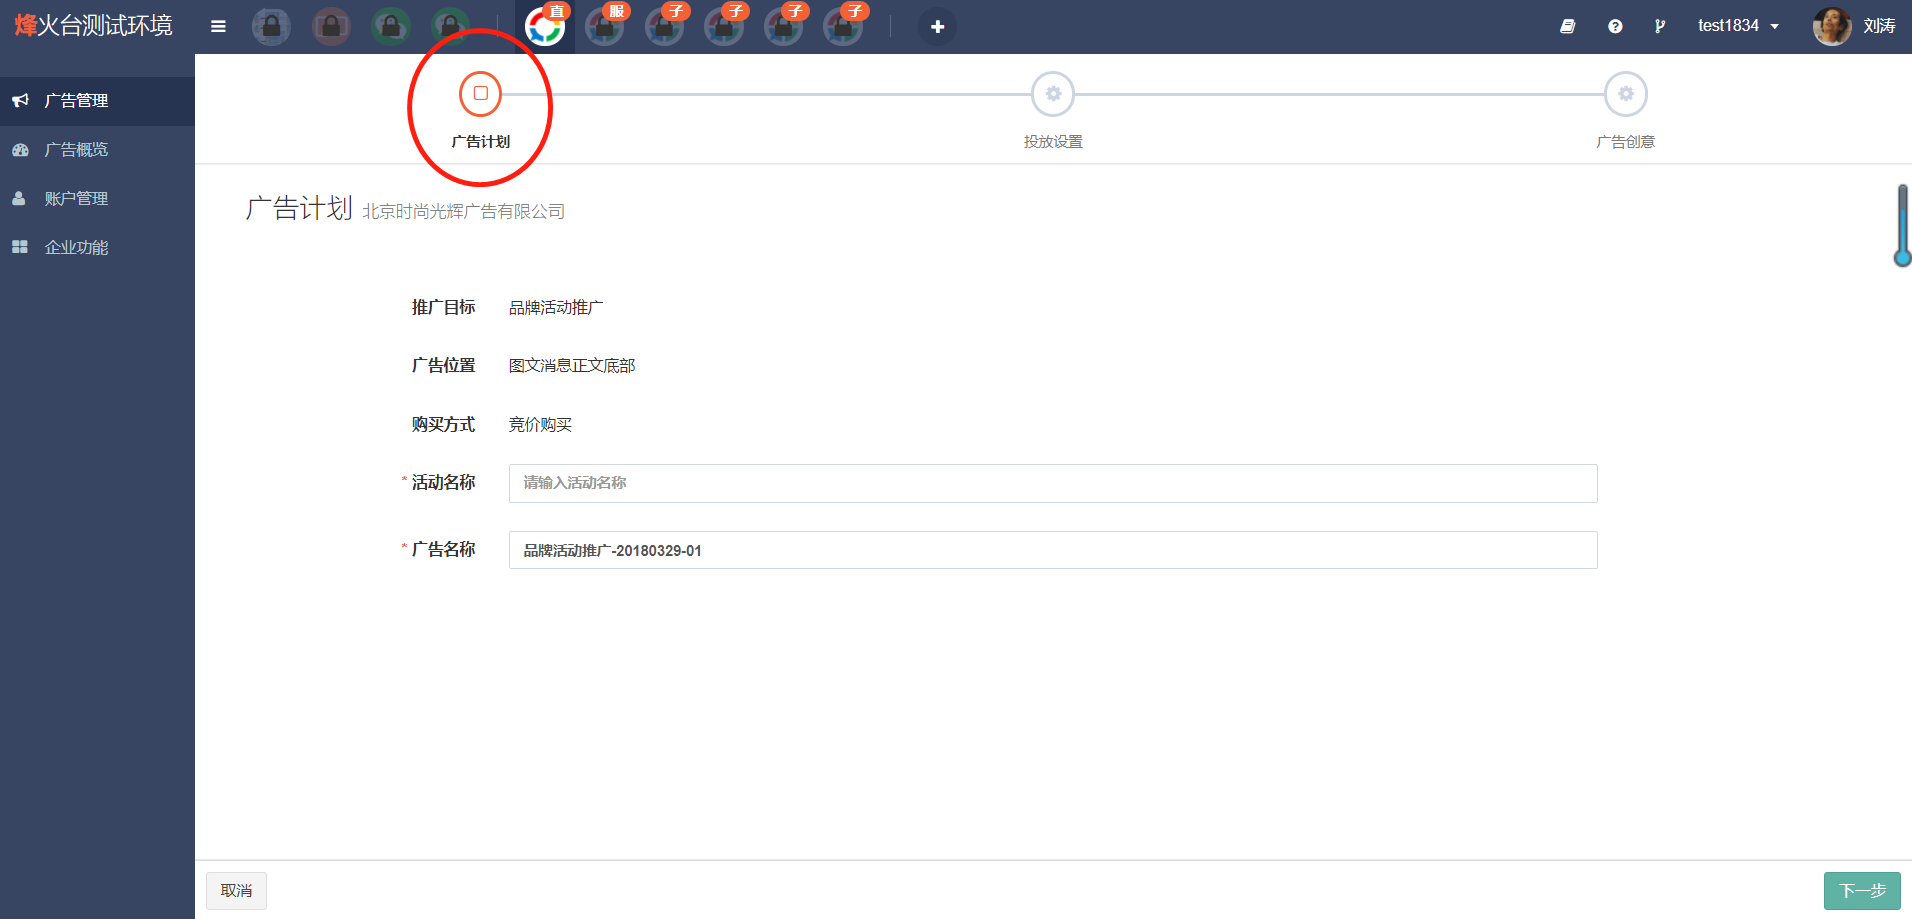 烽火台测试环境
直
服
子
子
子
子
test1834
刘涛
广告管理
广告概览
账户管理
企业功能
广告计划
投放设置
广告创意
广告计划 北京时尚光辉广告有限公司
推广目标 品牌活动推广
广告位置 图文消息正文底部
购买方式 竞价购买
* 活动名称 请输入活动名称
* 广告名称 品牌活动推广-20180329-01
取消
下一步